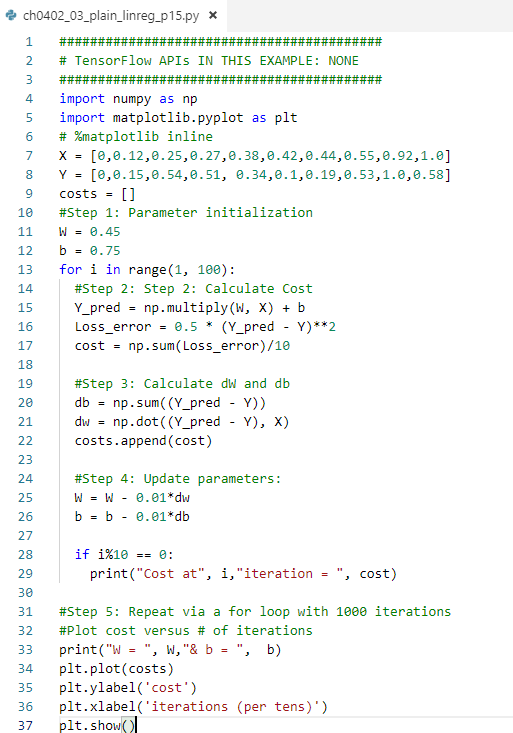 ch0402_03_plain_linreg_p15.py ×
1 ##########################################
2 # TensorFlow APIs IN THIS EXAMPLE: NONE
3 ##########################################
4 import numpy as np
5 import matplotlib.pyplot as plt
6 # %matplotlib inline
7 X = [0,0.12,0.25,0.27,0.38,0.42,0.44,0.55,0.92,1.0]
8 Y = [0,0.15,0.54,0.51, 0.34,0.1,0.19,0.53,1.0,0.58]
9 costs = []
10 #Step 1: Parameter initialization
11 W = 0.45
12 b = 0.75
13 for i in range(1, 100):
14   #Step 2: Step 2: Calculate Cost
15   Y_pred = np.multiply(W, X) + b
16   Loss_error = 0.5 * (Y_pred - Y)**2
17   cost = np.sum(Loss_error)/10
18
19   #Step 3: Calculate dW and db
20   db = np.sum((Y_pred - Y))
21   dw = np.dot((Y_pred - Y), X)
22   costs.append(cost)
23
24   #Step 4: Update parameters:
25   W = W - 0.01*dw
26   b = b - 0.01*db
27
28   if i%10 == 0:
29     print("Cost at", i,"iteration = ", cost)
30
31 #Step 5: Repeat via a for loop with 1000 iterations
32 #Plot cost versus # of iterations
33 print("W = ", W,"& b = ",  b)
34 plt.plot(costs)
35 plt.ylabel('cost')
36 plt.xlabel('iterations (per tens)')
37 plt.show()